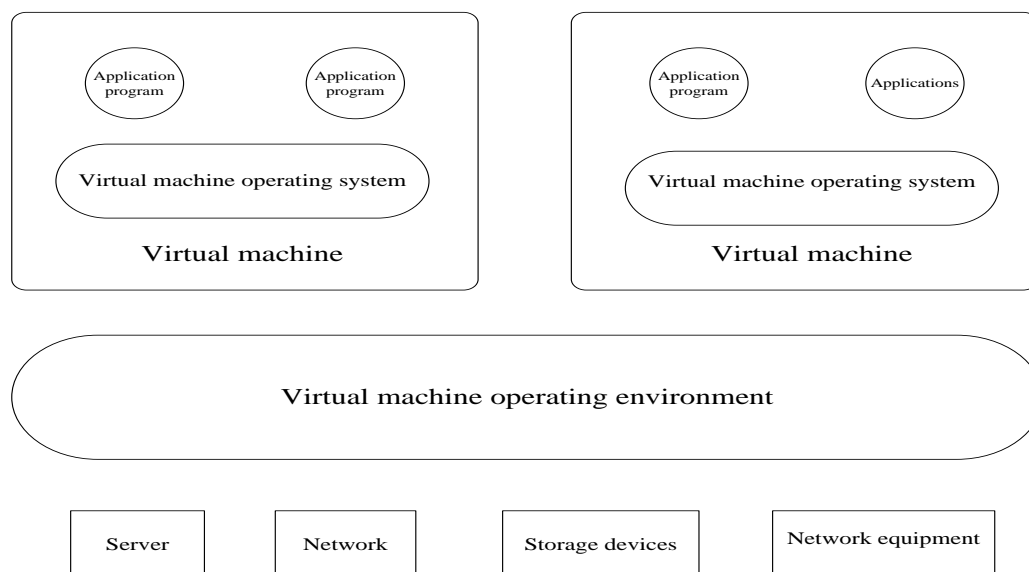 Application
program
Application
program
Virtual machine operating system
Virtual machine
Application
program
Applications
Virtual machine operating system
Virtual machine
Virtual machine operating environment
Server
Network
Storage devices
Network equipment